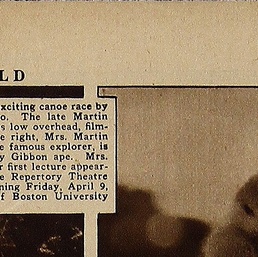 LD
xciting canoe race by
o. The late Martin
s low overhead, film-
e right, Mrs. Martin
e famous explorer, is
y Gibbon ape. Mrs.
r first lecture appear-
e Repertory Theatre
ning Friday, April 9,
f Boston University